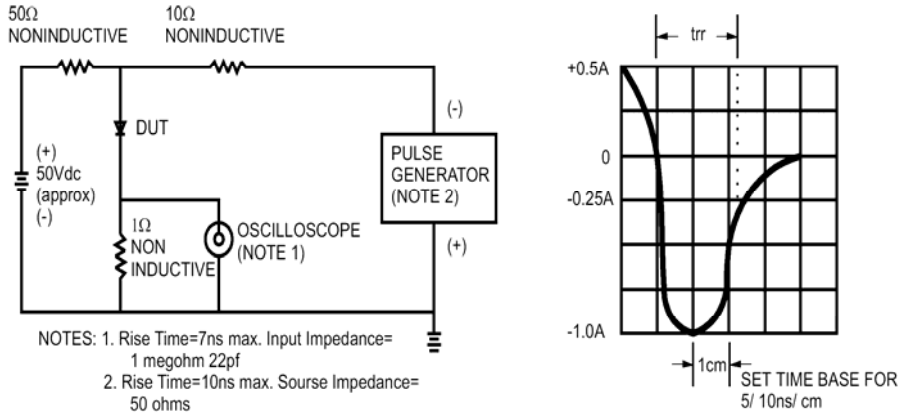 50Ω
NONINDUCTIVE
10Ω
NONINDUCTIVE
DUT
(+)
50Vdc
(approx)
(-)
1Ω
NON
INDUCTIVE
OSCILLOSCOPE
(NOTE 1)
(-)
PULSE
GENERATOR
(NOTE 2)
(+)
NOTES: 1. Rise Time=7ns max. Input Impedance=
1 megohm 22pf
2. Rise Time=10ns max. Sourse Impedance=
50 ohms
trr
+0.5A
0
-0.25A
-1.0A
1cm
SET TIME BASE FOR
5/ 10ns/ cm